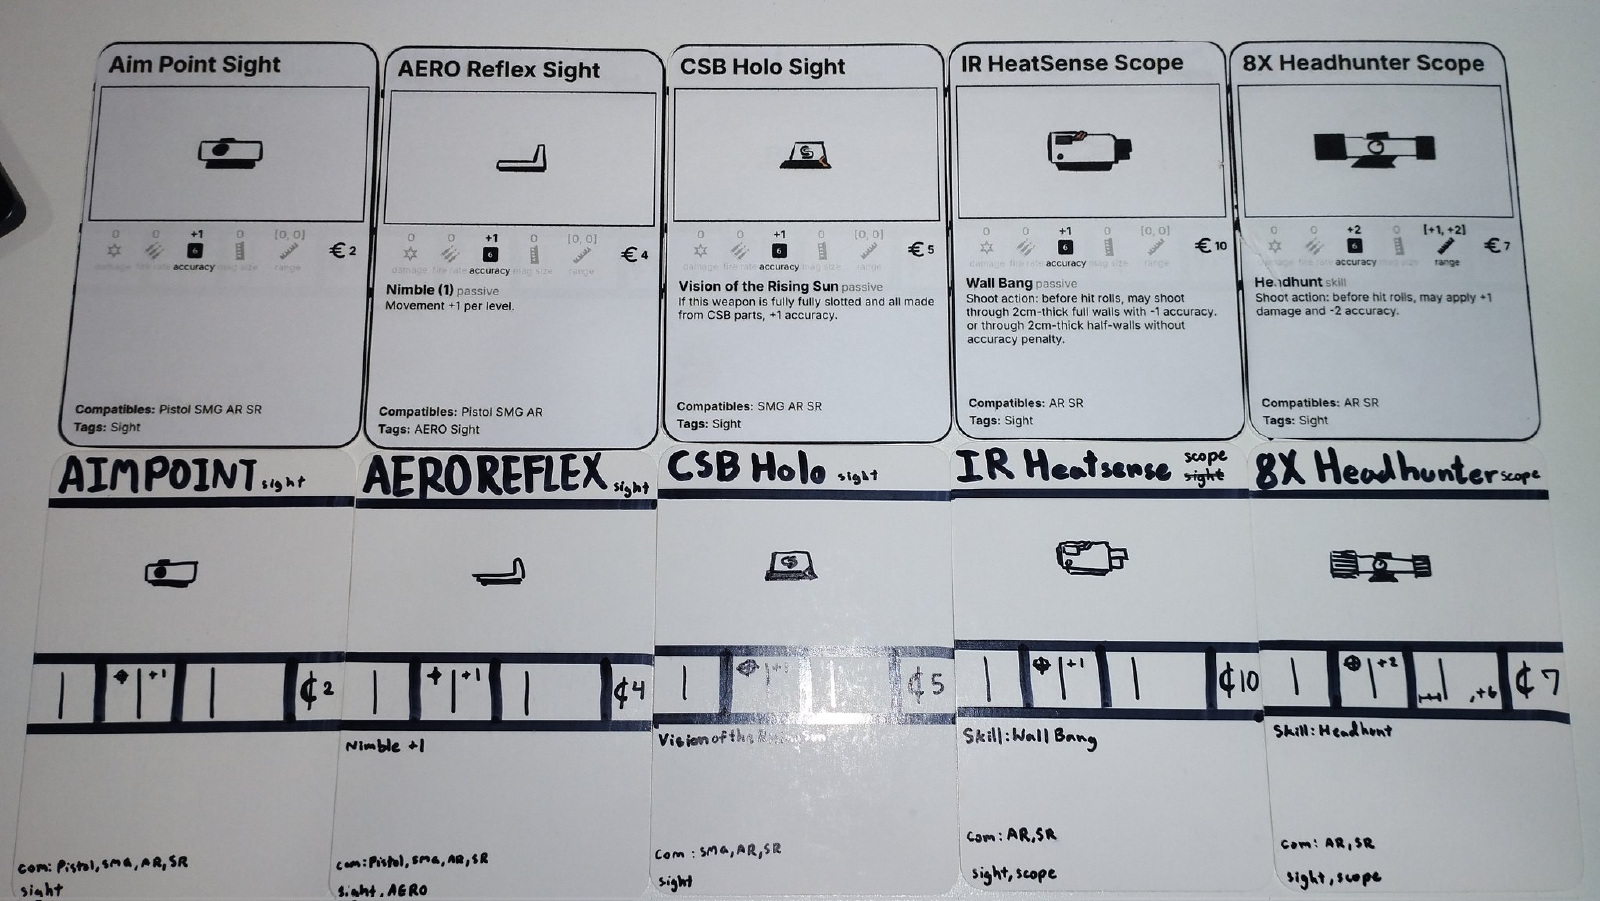 Aim Point Sight
0 0 +1 0 [0, 0]
6
€ 2
damage fire rate accuracy mag size range
Compatibles: Pistol SMG AR SR
Tags: Sight
AERO Reflex Sight
0 0 +1 0 [0, 0]
6
€ 4
damage fire rate accuracy mag size range
Nimble (1) passive
Movement +1 per level.
Compatibles: Pistol SMG AR
Tags: AERO Sight
CSB Holo Sight
0 0 +1 0 [0, 0]
6
€ 5
damage fire rate accuracy mag size range
Vision of the Rising Sun passive
If this weapon is fully fully slotted and all made
from CSB parts, +1 accuracy.
Compatibles: SMG AR SR
Tags: Sight
IR HeatSense Scope
0 0 +1 0 [0, 0]
6
€ 10
damage fire rate accuracy mag size range
Wall Bang passive
Shoot action: before hit rolls, may shoot
through 2cm-thick full walls with -1 accuracy.
or through 2cm-thick half-walls without
accuracy penalty.
Compatibles: AR SR
Tags: Sight
8X Headhunter Scope
0 0 +2 0 [+1, +2]
6
€ 7
damage fire rate accuracy mag size range
Headhunt skill
Shoot action: before hit rolls, may apply +1
damage and -2 accuracy.
Compatibles: AR SR
Tags: Sight
AIMPOINT sight
+1
¢2
com: Pistol, SMG, AR, SR
sight
AERO REFLEX sight
+1
¢4
Nimble +1
com: Pistol, SMG, AR, SR
sight, AERO
CSB Holo sight
CS
+1
¢5
Vision of the
com: SMG, AR, SR
sight
IR Heatsense scope
sight
+1
¢10
Skill: Wall Bang
com: AR, SR
sight, scope
8X Headhunter scope
+2
,+6
¢7
Skill: Headhunt
com: AR, SR
sight, scope